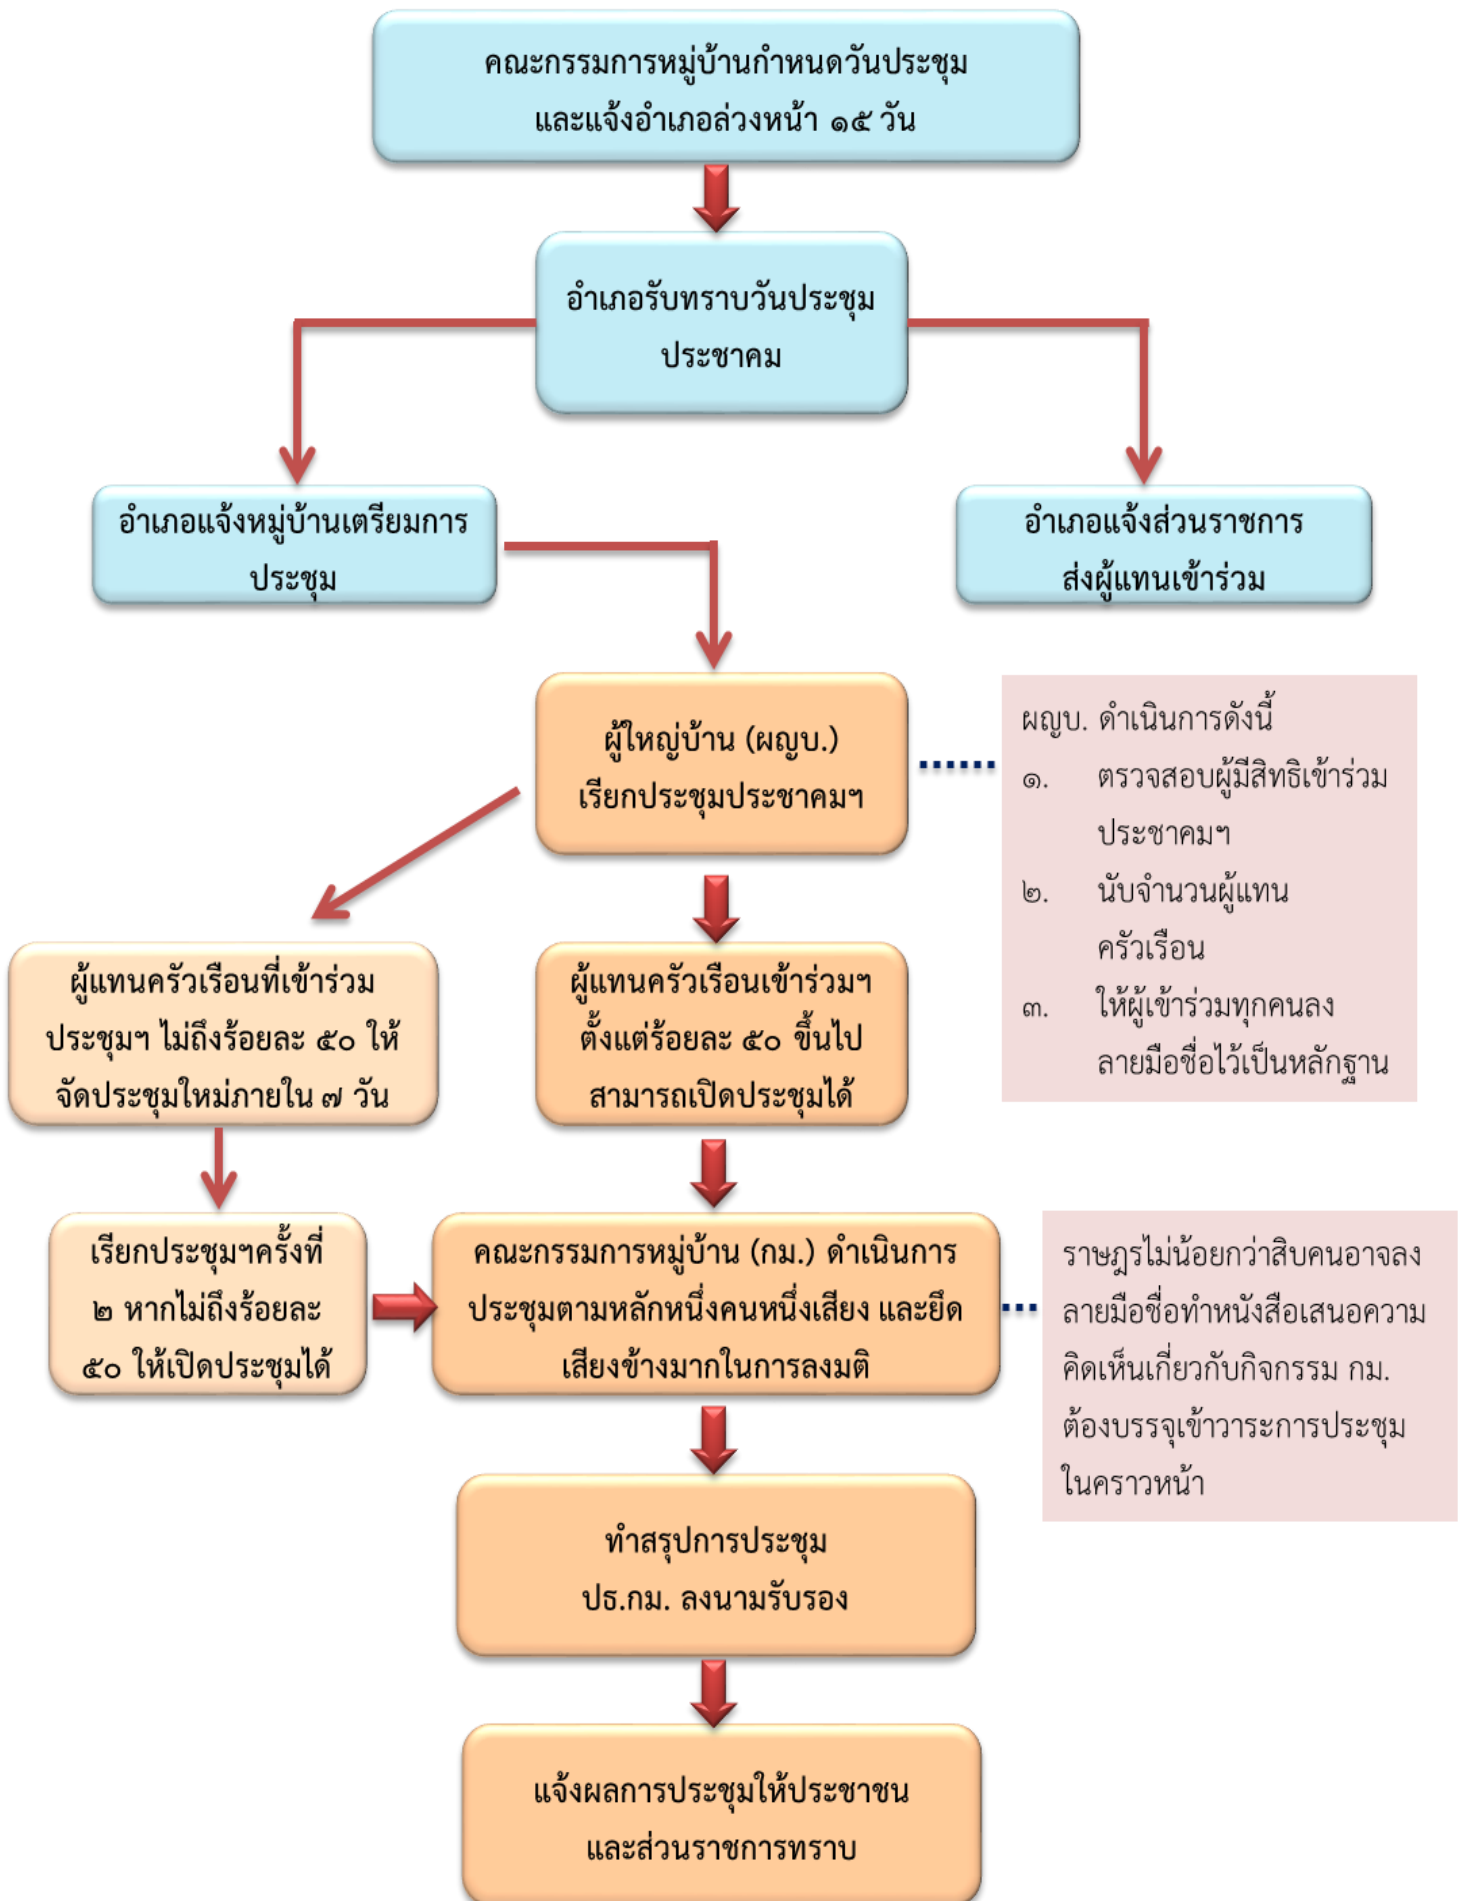 คณะกรรมการหมู่บ้านกำหนดวันประชุม
และแจ้งอำเภอล่วงหน้า ๑๕ วัน
อำเภอรับทราบวันประชุม
ประชาคม
อำเภอแจ้งหมู่บ้านเตรียมการ
ประชุม
อำเภอแจ้งส่วนราชการ
ส่งผู้แทนเข้าร่วม
ผู้ใหญ่บ้าน (ผญบ.)
เรียกประชุมประชาคมฯ
ผญบ. ดำเนินการดังนี้
๑. ตรวจสอบผู้มีสิทธิเข้าร่วม
ประชาคมฯ
๒. นับจำนวนผู้แทน
ครัวเรือน
๓. ให้ผู้เข้าร่วมทุกคนลง
ลายมือชื่อไว้เป็นหลักฐาน
ผู้แทนครัวเรือนที่เข้าร่วม
ประชุมฯ ไม่ถึงร้อยละ ๕๐ ให้
จัดประชุมใหม่ภายใน ๗ วัน
ผู้แทนครัวเรือนเข้าร่วมฯ
ตั้งแต่ร้อยละ ๕๐ ขึ้นไป
สามารถเปิดประชุมได้
เรียกประชุมฯครั้งที่
๒ หากไม่ถึงร้อยละ
๕๐ ให้เปิดประชุมได้
คณะกรรมการหมู่บ้าน (กม.) ดำเนินการ
ประชุมตามหลักหนึ่งคนหนึ่งเสียง และยึด
เสียงข้างมากในการลงมติ
ราษฎรไม่น้อยกว่าสิบคนอาจลง
ลายมือชื่อทำหนังสือเสนอความ
คิดเห็นเกี่ยวกับกิจกรรม กม.
ต้องบรรจุเข้าวาระการประชุม
ในคราวหน้า
ทำสรุปการประชุม
ปธ.กม. ลงนามรับรอง
แจ้งผลการประชุมให้ประชาชน
และส่วนราชการทราบ